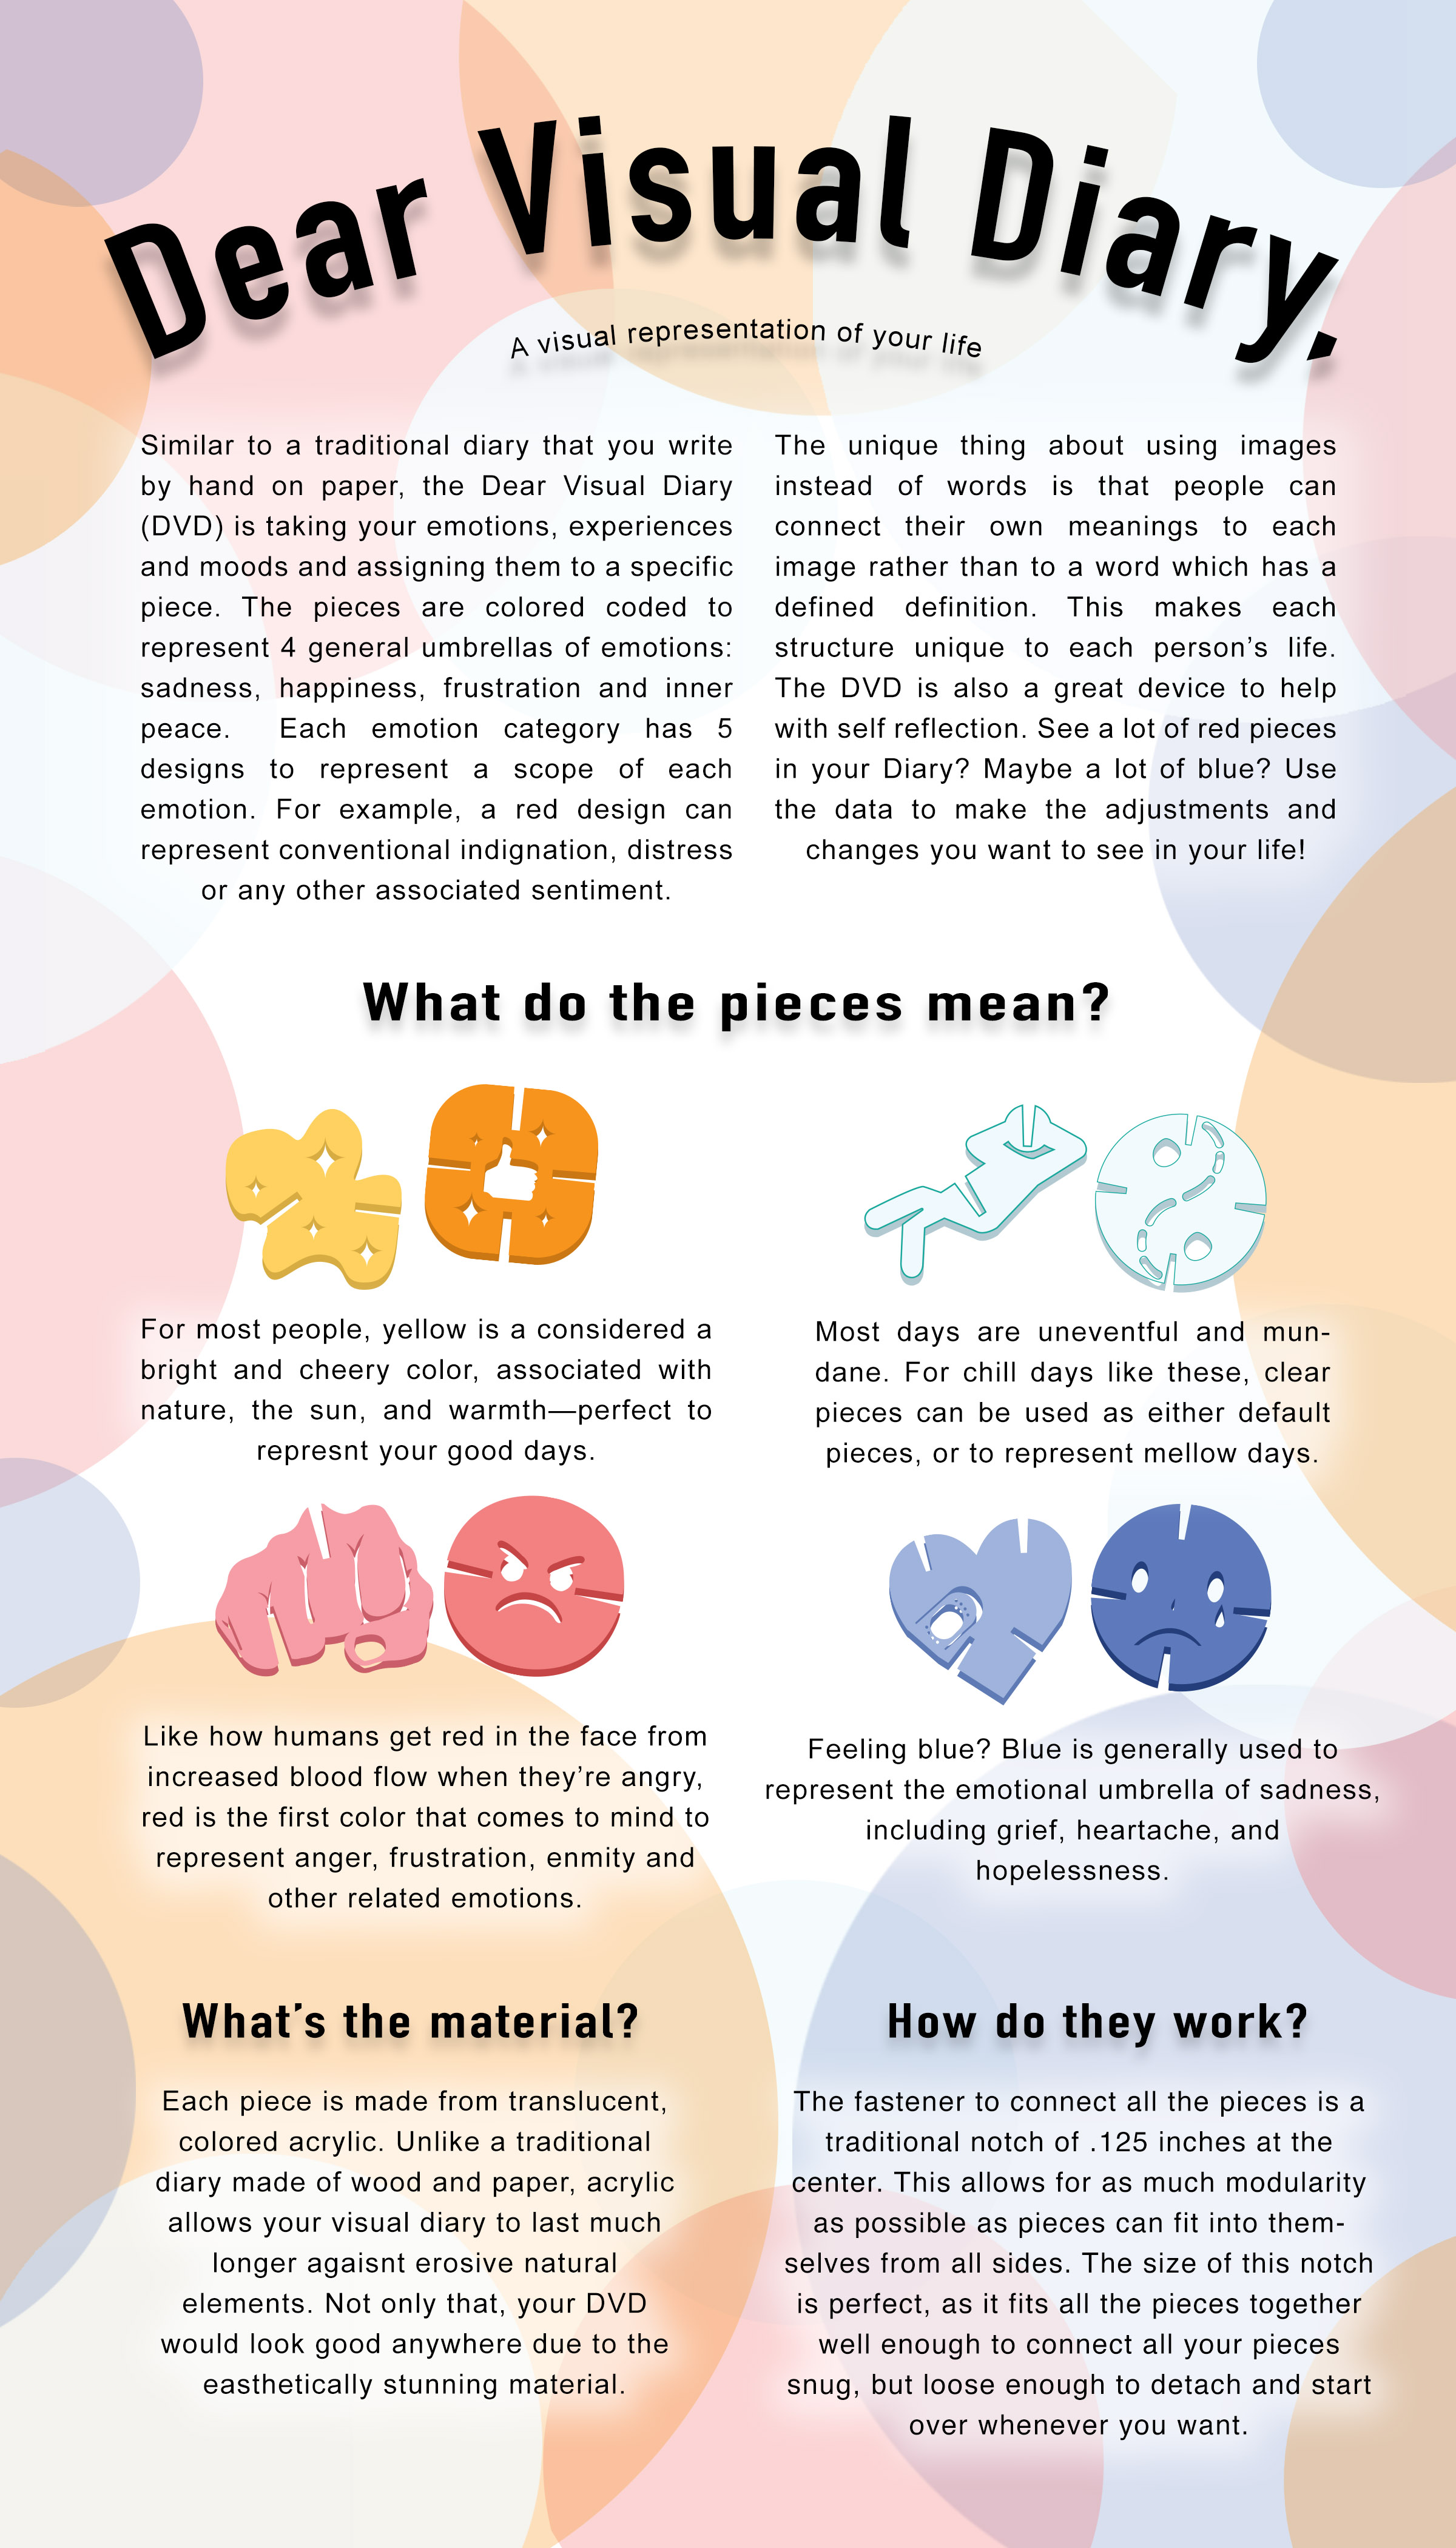 Dear Visual Diary.
A visual representation of your life
Similar to a traditional diary that you write
by hand on paper, the Dear Visual Diary
(DVD) is taking your emotions, experiences
and moods and assigning them to a specific
piece. The pieces are colored coded to
represent 4 general umbrellas of emotions:
sadness, happiness, frustration and inner
peace. Each emotion category has 5
designs to represent a scope of each
emotion. For example, a red design can
represent conventional indignation, distress
or any other associated sentiment.
The unique thing about using images
instead of words is that people can
connect their own meanings to each
image rather than to a word which has a
defined definition. This makes each
structure unique to each person’s life.
The DVD is also a great device to help
with self reflection. See a lot of red pieces
in your Diary? Maybe a lot of blue? Use
the data to make the adjustments and
changes you want to see in your life!
What do the pieces mean?
For most people, yellow is a considered a
bright and cheery color, associated with
nature, the sun, and warmth—perfect to
represnt your good days.
Most days are uneventful and mun-
dane. For chill days like these, clear
pieces can be used as either default
pieces, or to represent mellow days.
Like how humans get red in the face from
increased blood flow when they’re angry,
red is the first color that comes to mind to
represent anger, frustration, enmity and
other related emotions.
Feeling blue? Blue is generally used to
represent the emotional umbrella of sadness,
including grief, heartache, and
hopelessness.
What’s the material?
Each piece is made from translucent,
colored acrylic. Unlike a traditional
diary made of wood and paper, acrylic
allows your visual diary to last much
longer agaisnt erosive natural
elements. Not only that, your DVD
would look good anywhere due to the
easthetically stunning material.
How do they work?
The fastener to connect all the pieces is a
traditional notch of .125 inches at the
center. This allows for as much modularity
as possible as pieces can fit into them-
selves from all sides. The size of this notch
is perfect, as it fits all the pieces together
well enough to connect all your pieces
snug, but loose enough to detach and start
over whenever you want.